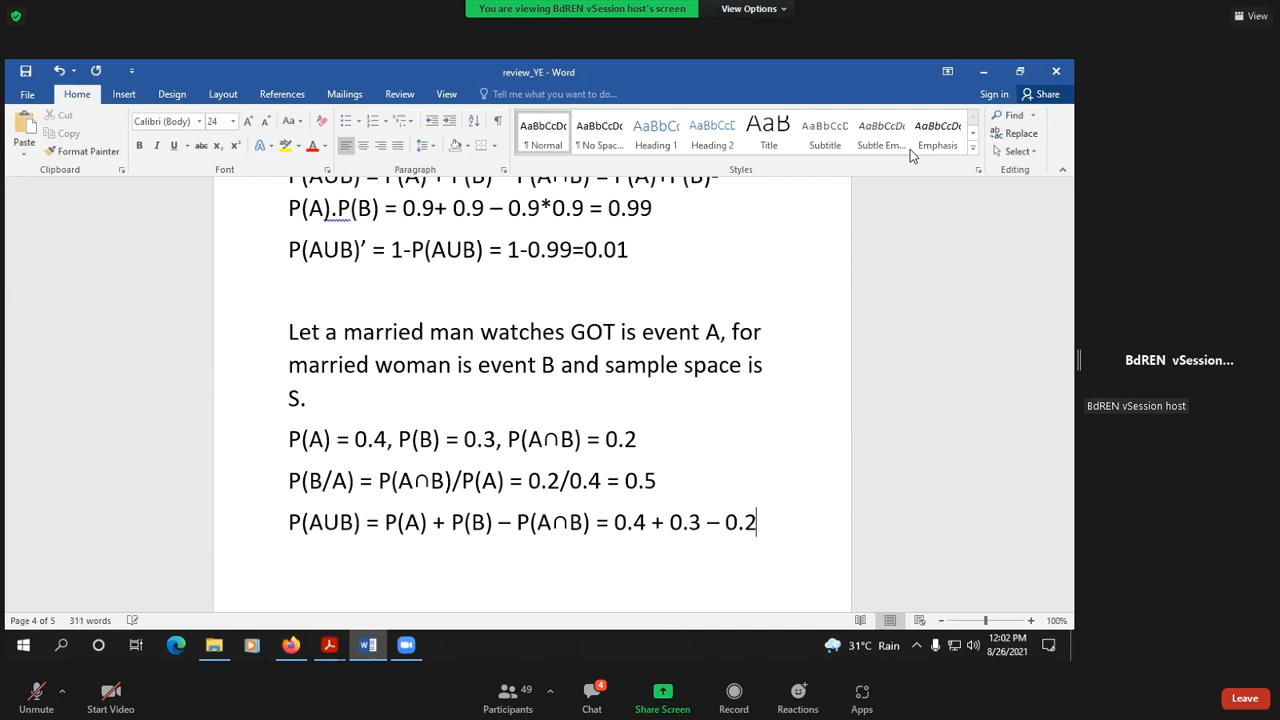 You are viewing BdREN vSession host's screen
View Options
View
review_YE - Word
File
Home
Insert
Design
Layout
References
Mailings
Review
View
Tell me what you want to do...
Sign in
Share
Paste
Cut
Copy
Format Painter
Clipboard
Calibri (Body)
24
Font
Paragraph
AaBbCcDc
¶ Normal
AaBbCcDc
¶ No Spac...
AaBbCc
Heading 1
AaBbCcD
Heading 2
AaB
Title
AaBbCcD
Subtitle
AaBbCcDc
Subtle Em...
AaBbCcDc
Emphasis
Styles
Find
Replace
Select
Editing
P(AUB) = P(A) + P(B) – P(A∩B) = P(A)+P(B)-
P(A).P(B) = 0.9+ 0.9 – 0.9*0.9 = 0.99
P(AUB)’ = 1-P(AUB) = 1-0.99=0.01
Let a married man watches GOT is event A, for
married woman is event B and sample space is
S.
P(A) = 0.4, P(B) = 0.3, P(A∩B) = 0.2
P(B/A) = P(A∩B)/P(A) = 0.2/0.4 = 0.5
P(AUB) = P(A) + P(B) – P(A∩B) = 0.4 + 0.3 – 0.2
BdREN vSession...
BdREN vSession host
Page 4 of 5
311 words
100%
31°C Rain
12:02 PM
8/26/2021
Unmute
Start Video
49
Participants
4
Chat
Share Screen
Record
Reactions
Apps
Leave